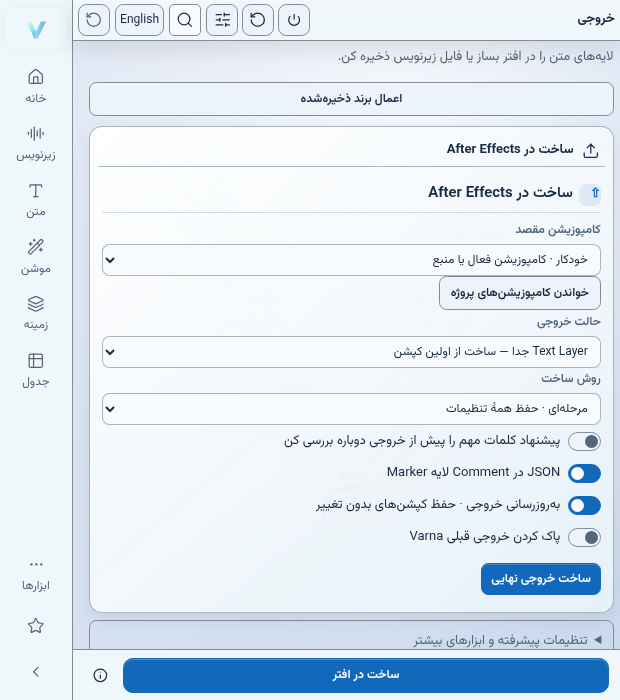 خروجی
English
لایه‌های متن را در افتر بساز یا فایل زیرنویس ذخیره کن.
اعمال برند ذخیره‌شده
ساخت در After Effects
ساخت در After Effects
کامپوزیشن مقصد
خودکار · کامپوزیشن فعال یا منبع
خواندن کامپوزیشن‌های پروژه
حالت خروجی
Text Layer جدا — ساخت از اولین کپشن
روش ساخت
مرحله‌ای · حفظ همهٔ تنظیمات
پیشنهاد کلمات مهم را پیش از خروجی دوباره بررسی کن
JSON در Comment لایه Marker
به‌روزرسانی خروجی · حفظ کپشن‌های بدون تغییر
پاک کردن خروجی قبلی Varna
ساخت خروجی نهایی
تنظیمات پیشرفته و ابزارهای بیشتر
ساخت در افتر
خانه
زیرنویس
متن
موشن
زمینه
جدول
ابزارها